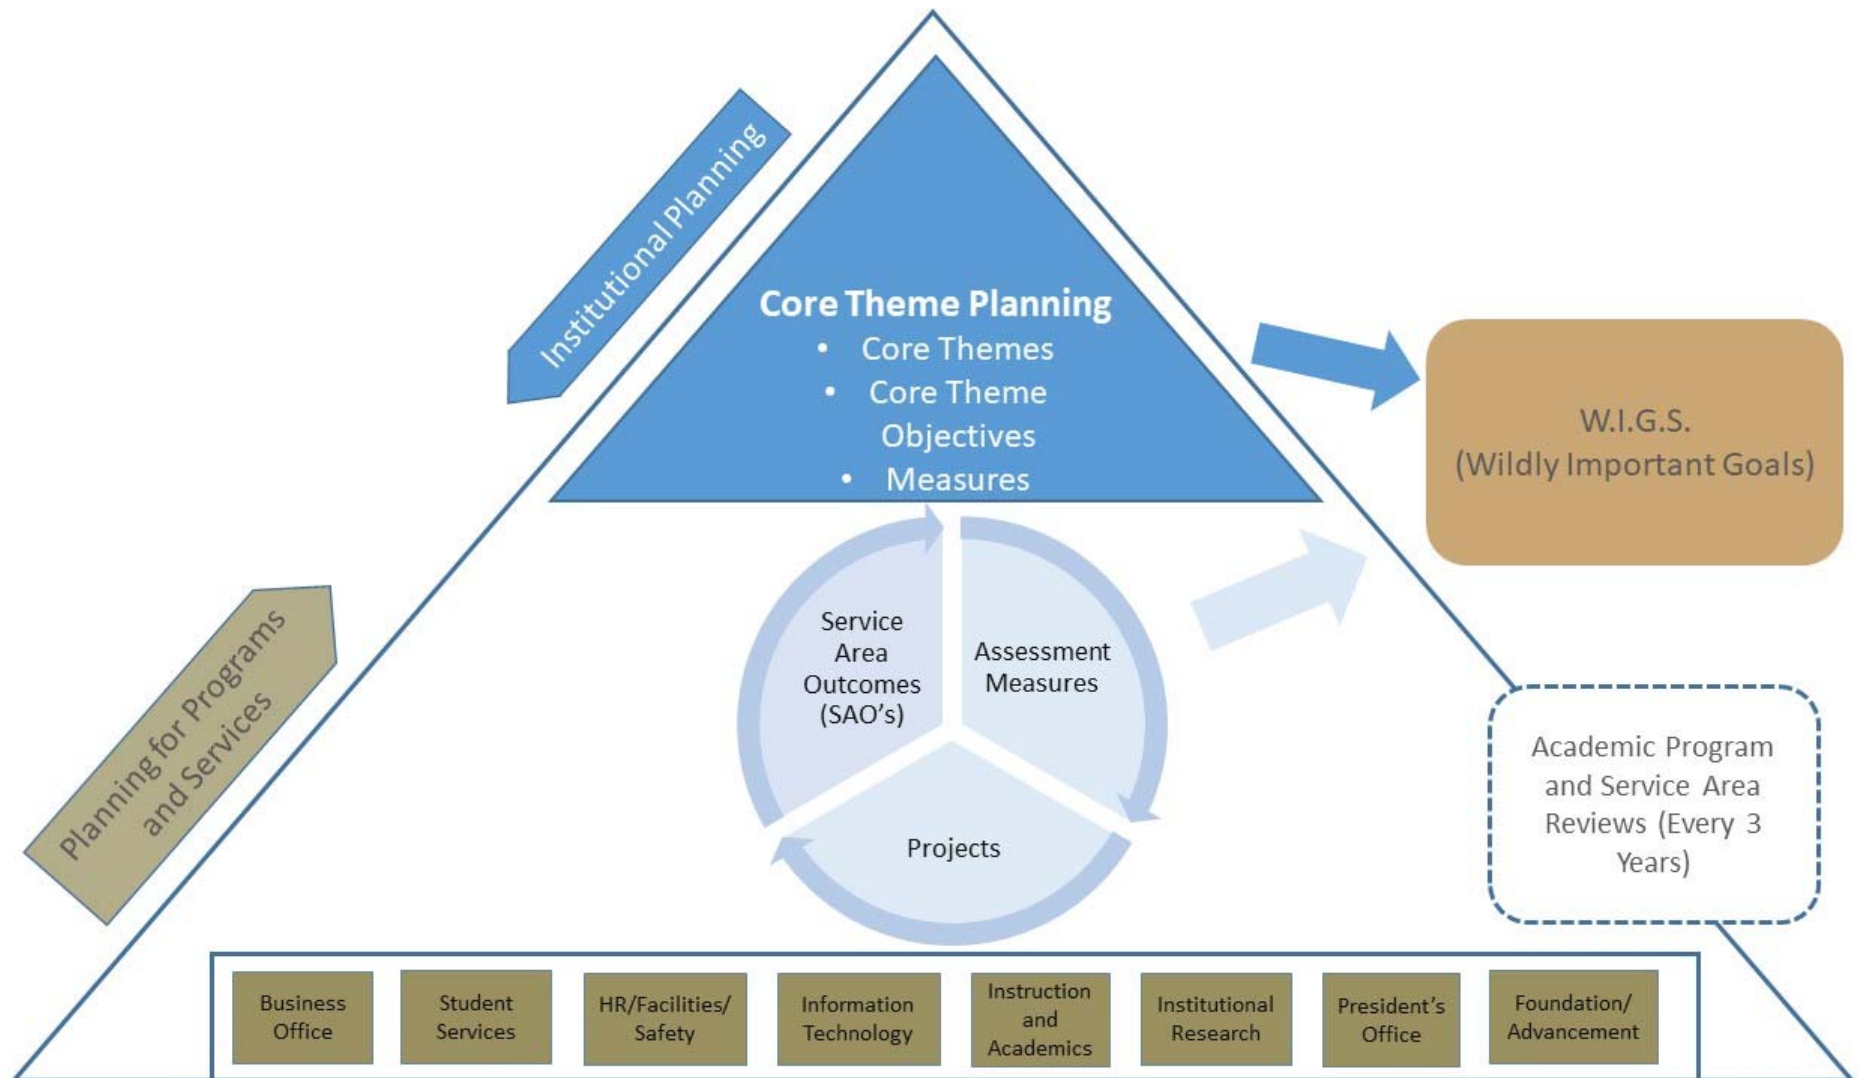 Institutional Planning
Core Theme Planning
• Core Themes
• Core Theme
Objectives
• Measures
W.I.G.S.
(Wildly Important Goals)
Planning for Programs
and Services
Service
Area
Outcomes
(SAO's)
Assessment
Measures
Projects
Academic Program
and Service Area
Reviews (Every 3
Years)
Business
Office
Student
Services
HR/Facilities/
Safety
Information
Technology
Instruction
and
Academics
Institutional
Research
President's
Office
Foundation/
Advancement